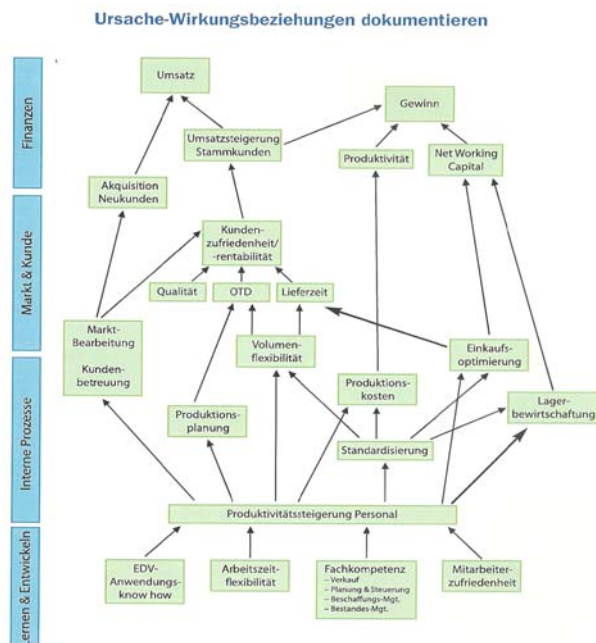 Ursache-Wirkungsbeziehungen dokumentieren
Finanzen
Umsatz
Gewinn
Umsatzsteigerung
Stammkunden
Produktivität
Net Working
Capital
Akquisition
Neukunden
Markt & Kunde
Kunden-
zufriedenheit/
-rentabilität
Qualität
OTD
Lieferzeit
Markt-
Bearbeitung
Kunden-
betreuung
Volumen-
flexibilität
Einkaufs-
optimierung
Interne Prozesse
Produktions-
kosten
Lager-
bewirtschaftung
Produktions-
planung
Standardisierung
Produktivitätssteigerung Personal
Lernen & Entwickeln
EDV-
Anwendungs-
know how
Arbeitszeit-
flexibilität
Fachkompetenz
– Verkauf
– Planung & Steuerung
– Beschaffungs-Mgt.
– Bestandes-Mgt.
Mitarbeiter-
zufriedenheit